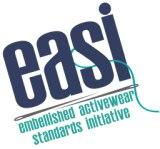 easi
embellished activewear
standards initiative